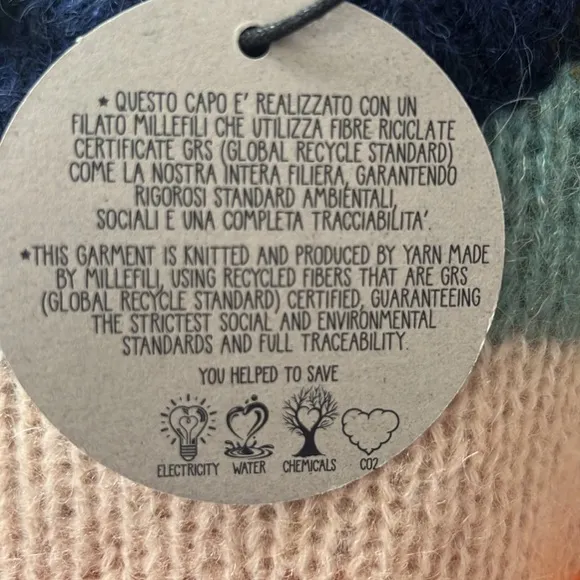 ★ QUESTO CAPO E' REALIZZATO CON UN
FILATO MILLEFILI CHE UTILIZZA FIBRE RICICLATE
CERTIFICATE GRS (GLOBAL RECYCLE STANDARD)
COME LA NOSTRA INTERA FILIERA, GARANTENDO
RIGOROSI STANDARD AMBIENTALI,
SOCIALI E UNA COMPLETA TRACCIABILITA'.
★THIS GARMENT IS KNITTED AND PRODUCED BY YARN MADE
BY MILLEFILI, USING RECYCLED FIBERS THAT ARE GRS
(GLOBAL RECYCLE STANDARD) CERTIFIED, GUARANTEEING
THE STRICTEST SOCIAL AND ENVIRONMENTAL
STANDARDS AND FULL TRACEABILITY.
YOU HELPED TO SAVE
ELECTRICITY WATER CHEMICALS CO2